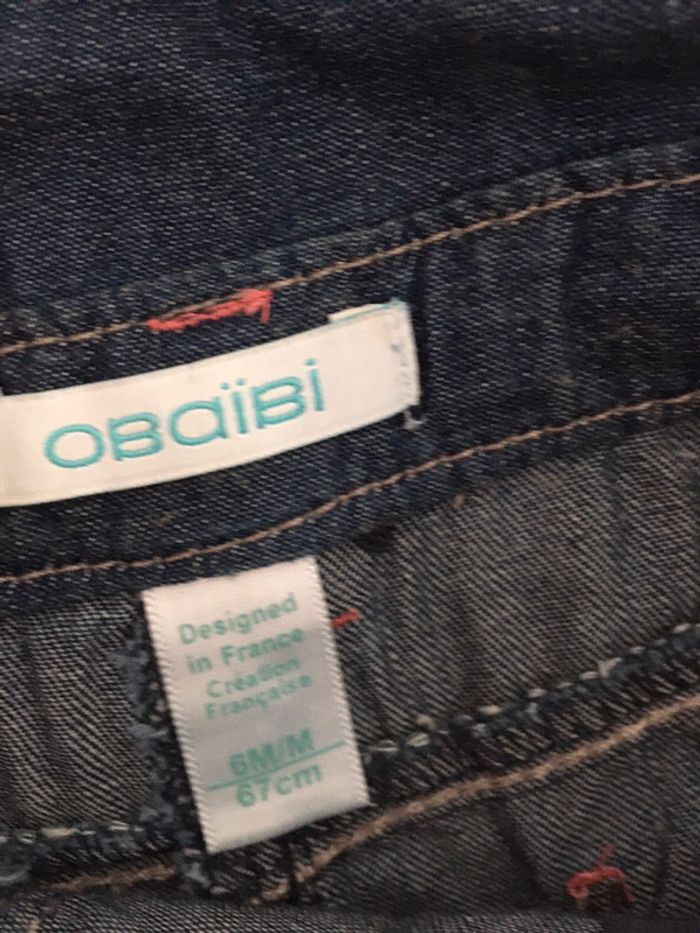 OBAÏBI
Designed
in France
Création
Française
6M/M
67cm